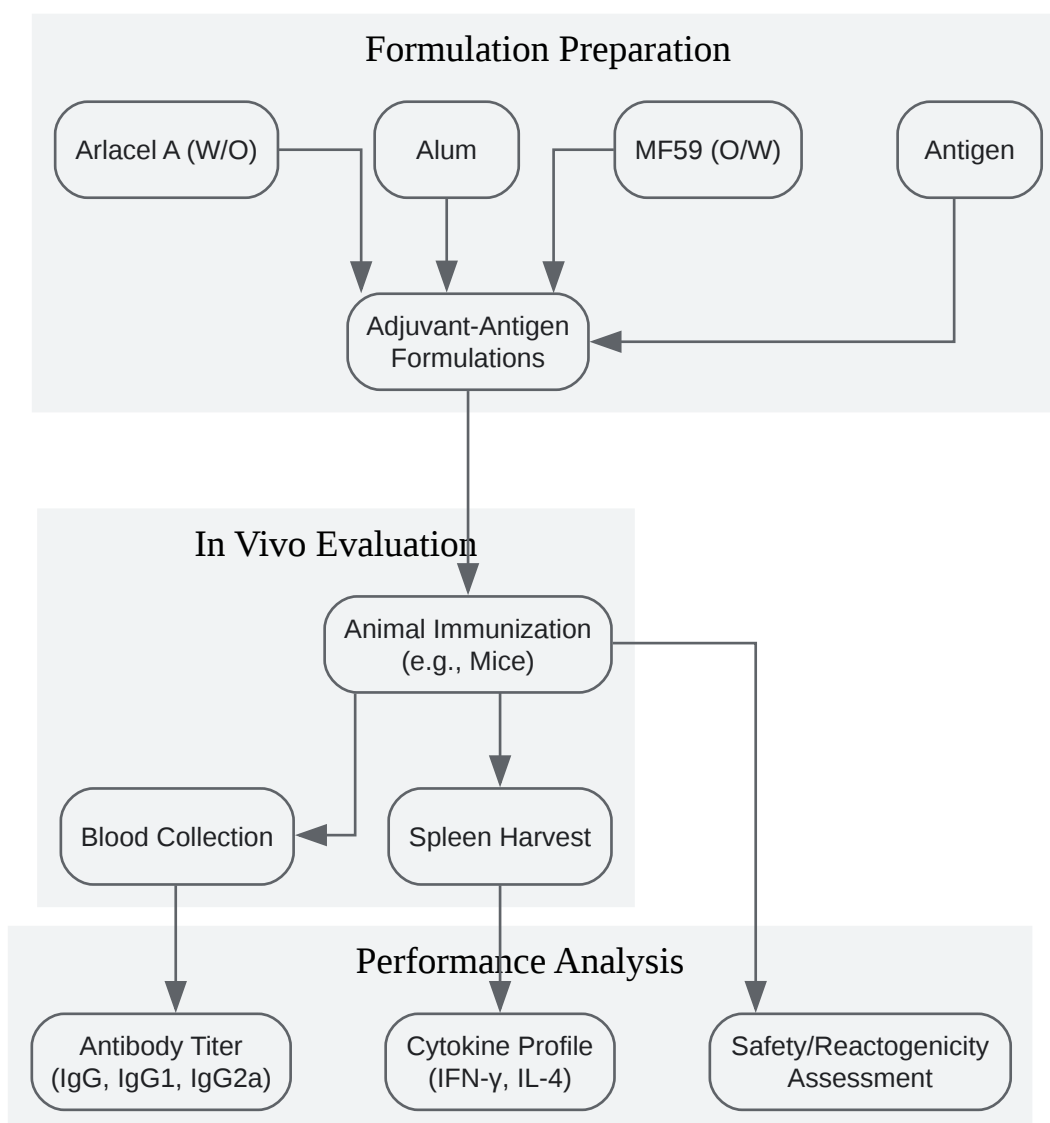 Formulation Preparation
Arlacel A (W/O)
Alum
MF59 (O/W)
Antigen
Adjuvant-Antigen
Formulations
In Vivo Evaluation
Animal Immunization
(e.g., Mice)
Blood Collection
Spleen Harvest
Performance Analysis
Antibody Titer
(IgG, IgG1, IgG2a)
Cytokine Profile
(IFN-γ, IL-4)
Safety/Reactogenicity
Assessment